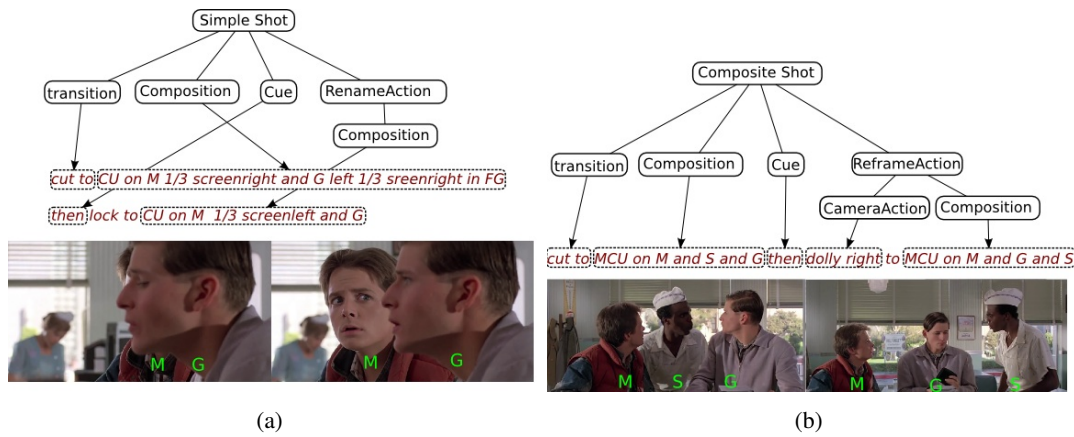 Simple Shot
transition Composition Cue RenameAction
Composition
cut to CU on M 1/3 screenright and G left 1/3 sreenright in FG
then lock to CU on M 1/3 screenleft and G
M G M G
(a)
Composite Shot
transition Composition Cue ReframeAction
CameraAction Composition
cut to MCU on M and S and G then dolly right to MCU on M and G and S
M S G M G S
(b)